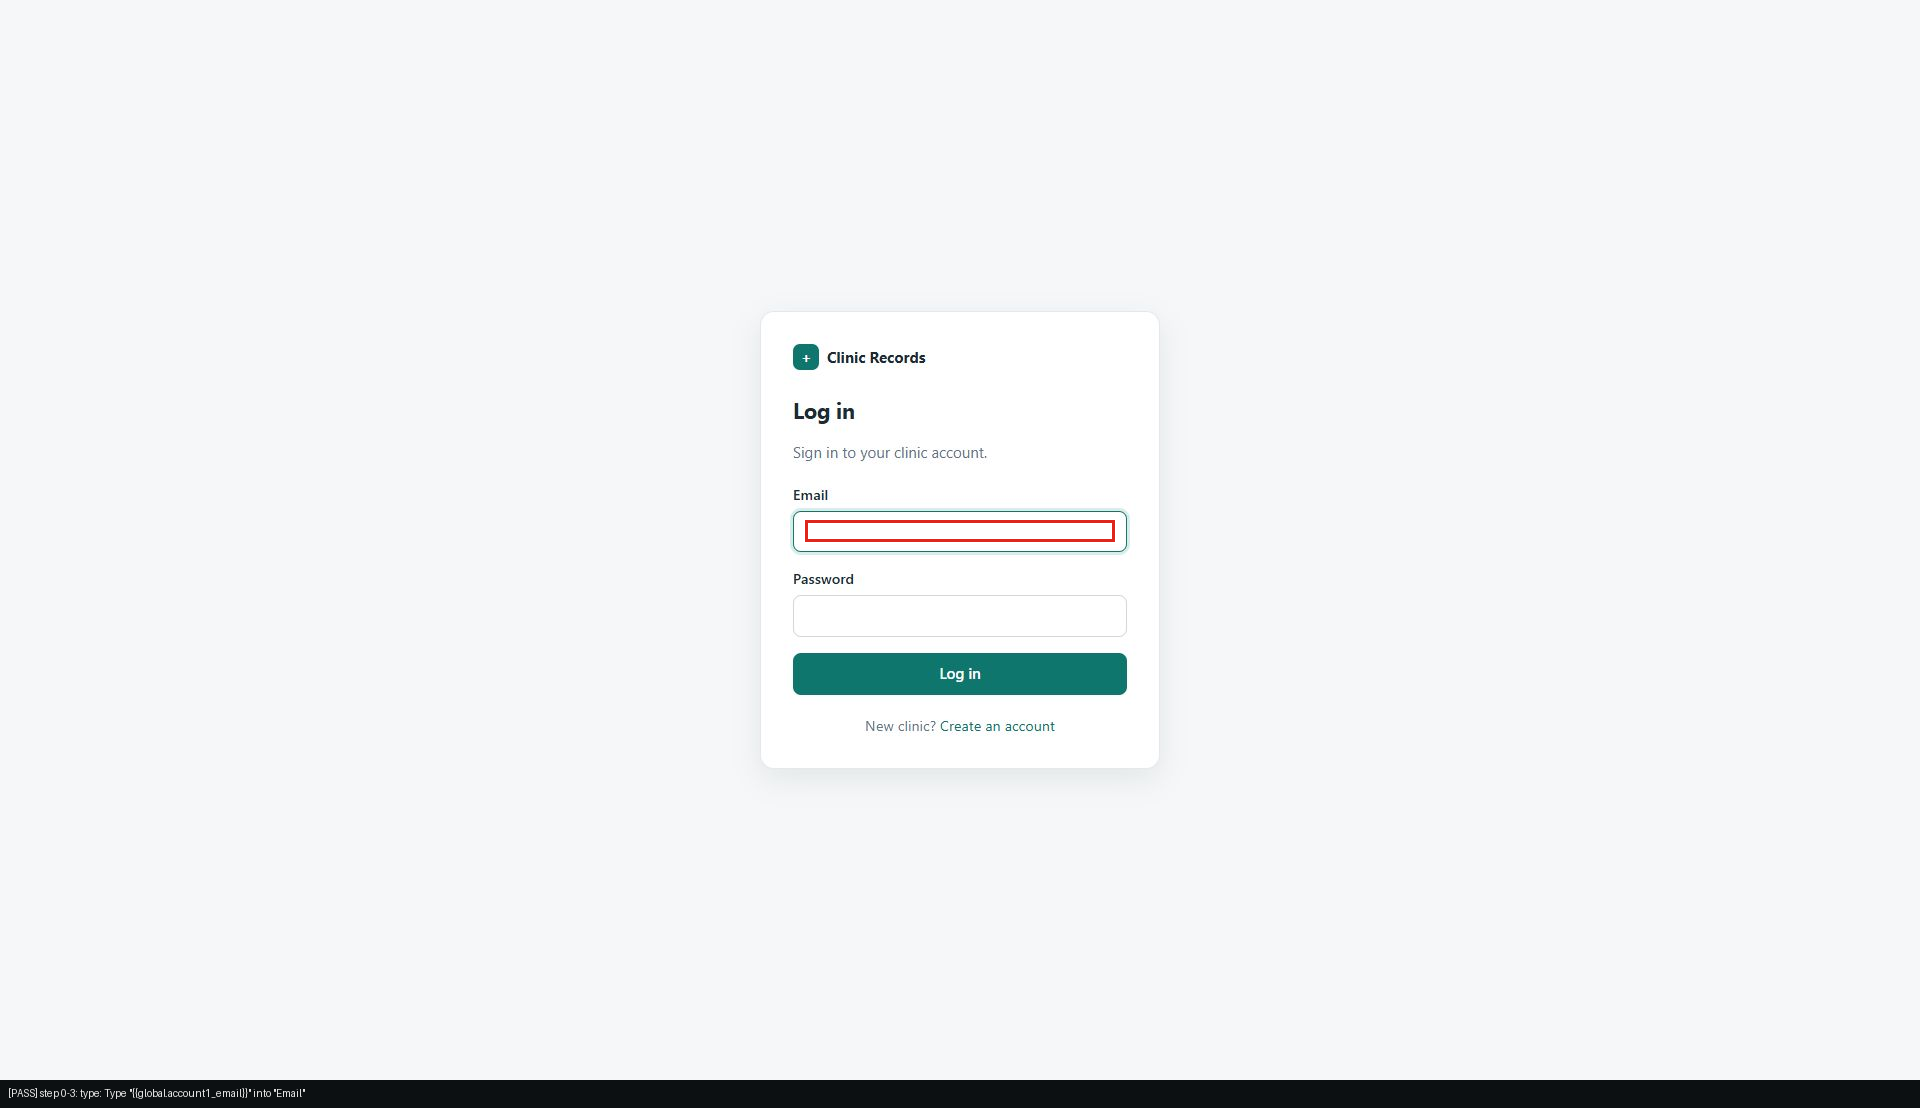 + Clinic Records
Log in
Sign in to your clinic account.
Email
Password
Log in
New clinic? Create an account
[PASS] step 0-3: type: Type "{{global.account1_email}}" into "Email"